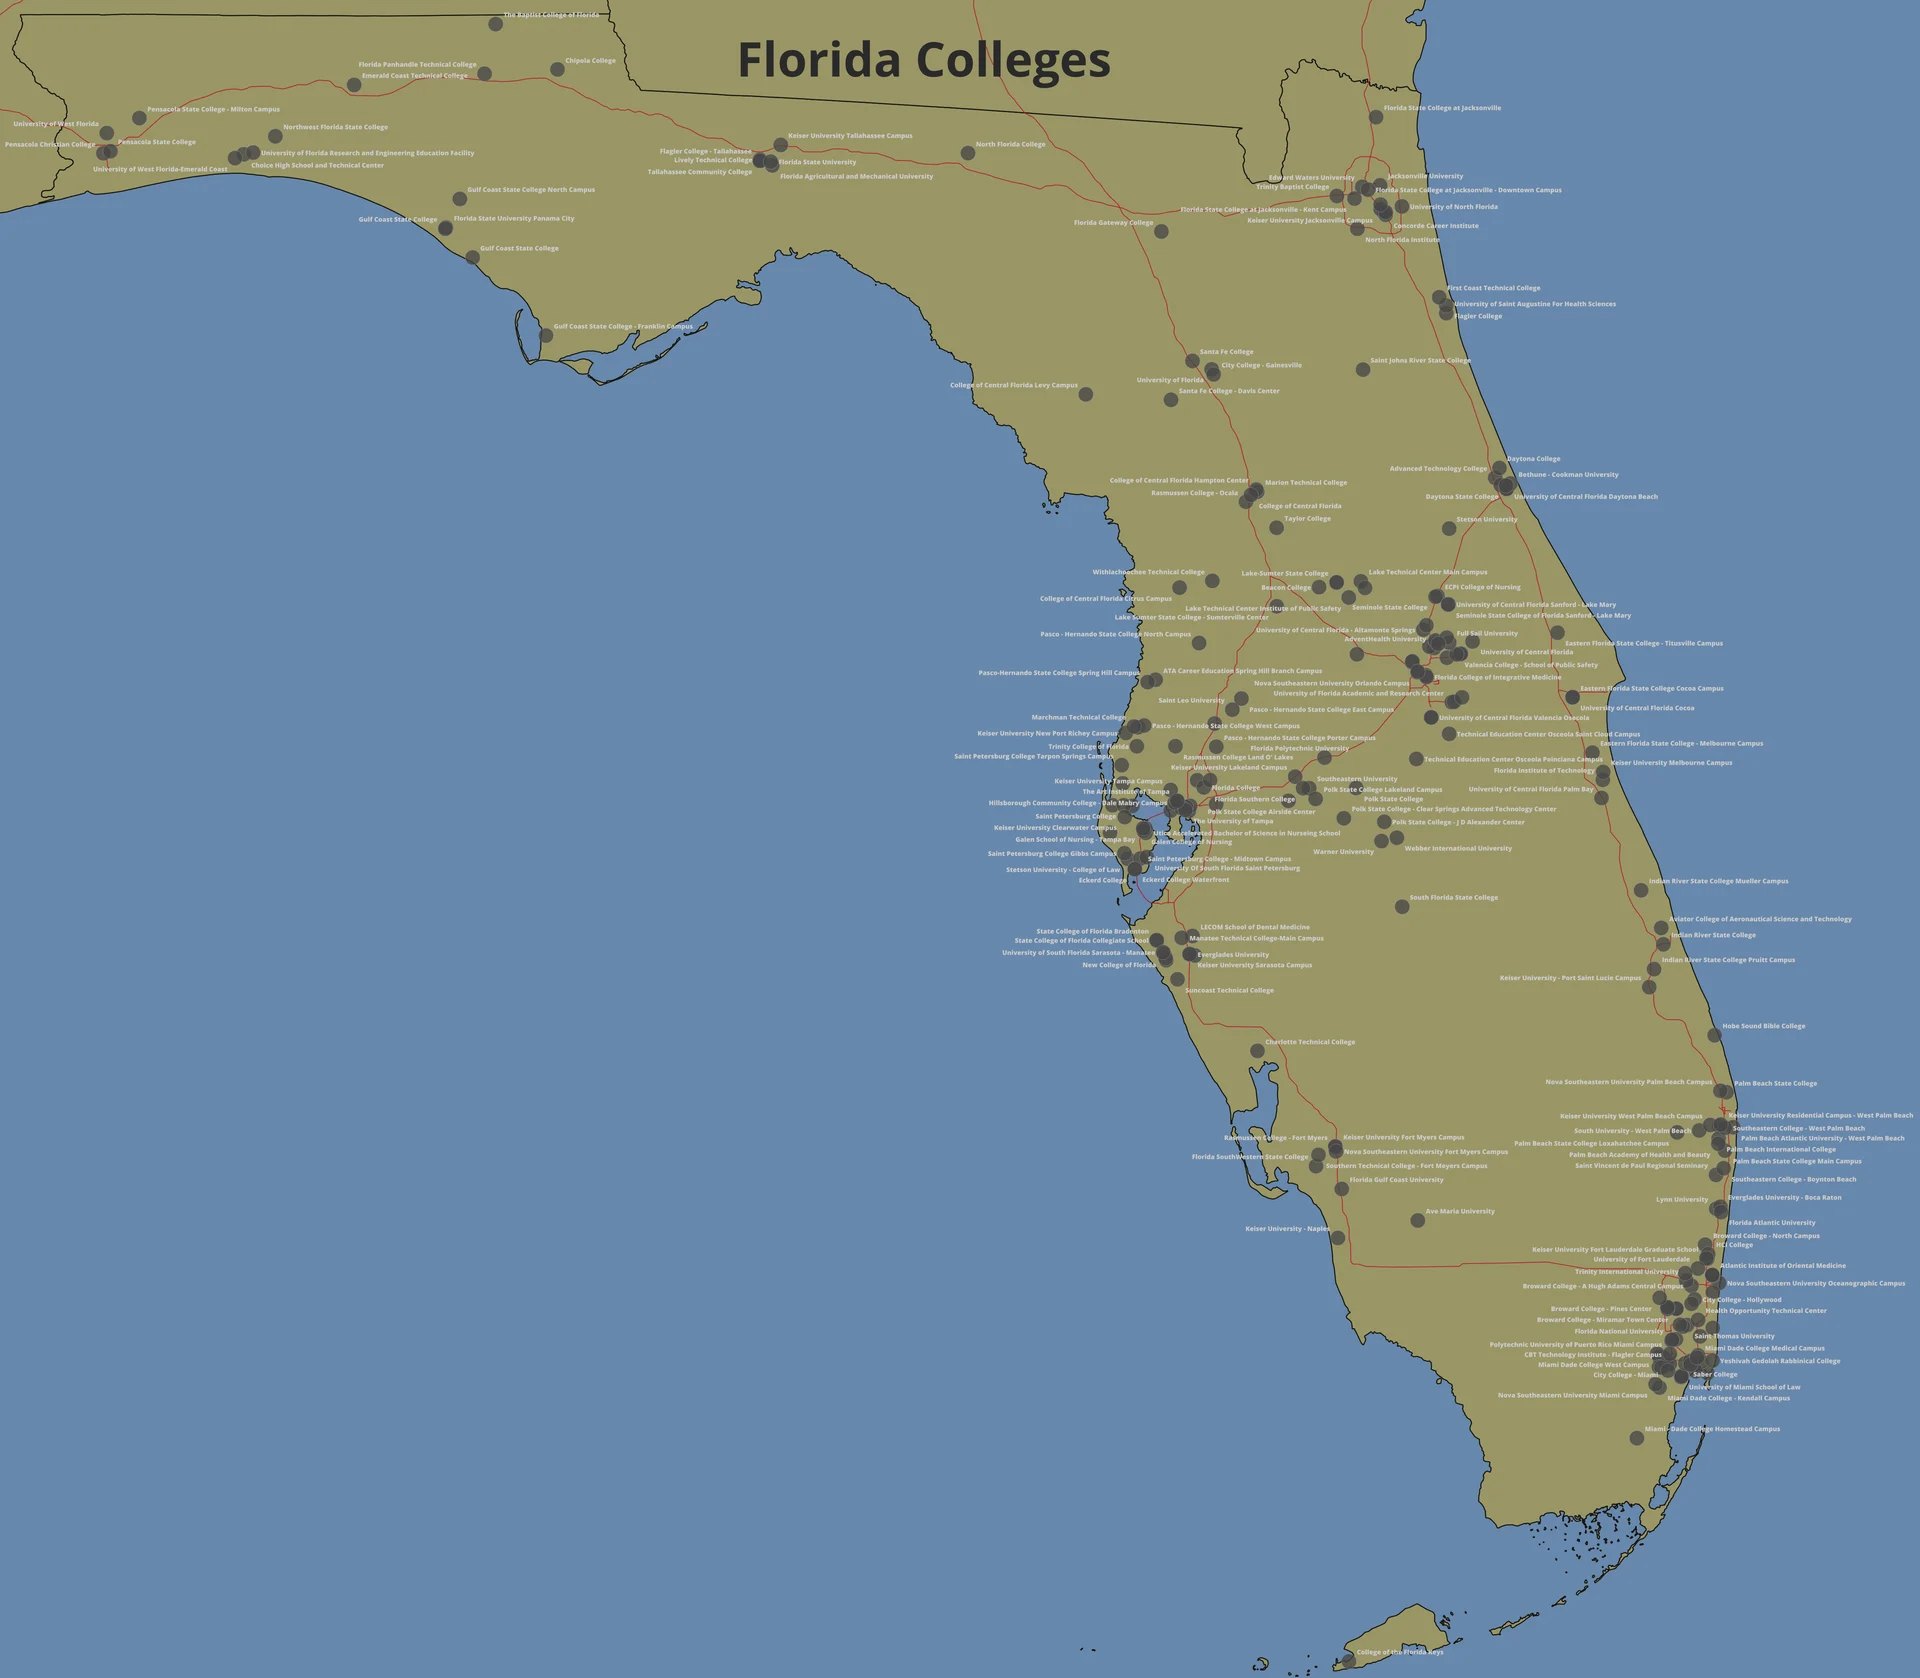 The Baptist College of Florida
Florida Colleges
Chipola College
Florida Panhandle Technical College
Emerald Coast Technical College
Pensacola State College - Milton Campus
Florida State College at Jacksonville
University of West Florida
Northwest Florida State College
Keiser University Tallahassee Campus
Pensacola Christian College
Pensacola State College
North Florida College
Flagler College - Tallahassee
University of Florida Research and Engineering Education Facility
Lively Technical College
Florida State University
Choice High School and Technical Center
University of West Florida-Emerald Coast
Tallahassee Community College
Florida Agricultural and Mechanical University
Edward Waters University
Jacksonville University
Trinity Baptist College
Florida State College at Jacksonville - Downtown Campus
Gulf Coast State College North Campus
University of North Florida
Florida State College at Jacksonville - Kent Campus
Gulf Coast State College
Florida State University Panama City
Keiser University Jacksonville Campus
Florida Gateway College
Concorde Career Institute
North Florida Institute
Gulf Coast State College
First Coast Technical College
University of Saint Augustine For Health Sciences
Flagler College
Gulf Coast State College - Franklin Campus
Santa Fe College
Saint Johns River State College
City College - Gainesville
University of Florida
College of Central Florida Levy Campus
Santa Fe College - Davis Center
Daytona College
Advanced Technology College
Bethune - Cookman University
College of Central Florida Hampton Center
Marion Technical College
Rasmussen College - Ocala
Daytona State College
University of Central Florida Daytona Beach
College of Central Florida
Taylor College
Stetson University
Withlacoochee Technical College
Lake-Sumter State College
Lake Technical Center Main Campus
Beacon College
ECPI College of Nursing
College of Central Florida Citrus Campus
Lake Technical Center Institute of Public Safety
Seminole State College
University of Central Florida Sanford - Lake Mary
Lake Sumter State College - Sumterville Center
Seminole State College of Florida Sanford - Lake Mary
Pasco - Hernando State College North Campus
University of Central Florida - Altamonte Springs
Full Sail University
AdventHealth University
Eastern Florida State College - Titusville Campus
University of Central Florida
Valencia College - School of Public Safety
Pasco-Hernando State College Spring Hill Campus
ATA Career Education Spring Hill Branch Campus
Florida College of Integrative Medicine
Nova Southeastern University Orlando Campus
Eastern Florida State College Cocoa Campus
University of Florida Academic and Research Center
Saint Leo University
Pasco - Hernando State College East Campus
University of Central Florida Cocoa
Marchman Technical College
University of Central Florida Valencia Osceola
Pasco - Hernando State College West Campus
Keiser University New Port Richey Campus
Technical Education Center Osceola Saint Cloud Campus
Pasco - Hernando State College Porter Campus
Eastern Florida State College - Melbourne Campus
Trinity College of Florida
Florida Polytechnic University
Saint Petersburg College Tarpon Springs Campus
Rasmussen College Land O' Lakes
Technical Education Center Osceola Poinciana Campus
Keiser University Melbourne Campus
Keiser University Lakeland Campus
Florida Institute of Technology
Keiser University Tampa Campus
Southeastern University
Florida College
Polk State College Lakeland Campus
University of Central Florida Palm Bay
The Art Institute of Tampa
Florida Southern College
Polk State College
Hillsborough Community College - Dale Mabry Campus
Polk State College Airside Center
Polk State College - Clear Springs Advanced Technology Center
Saint Petersburg College
The University of Tampa
Polk State College - J D Alexander Center
Keiser University Clearwater Campus
Utica Accelerated Bachelor of Science in Nurseing School
Galen School of Nursing - Tampa Bay
Galen College of Nursing
Warner University
Webber International University
Saint Petersburg College Gibbs Campus
Saint Petersburg College - Midtown Campus
Stetson University - College of Law
University Of South Florida Saint Petersburg
Eckerd College
Eckerd College Waterfront
Indian River State College Mueller Campus
South Florida State College
Aviator College of Aeronautical Science and Technology
State College of Florida Bradenton
LECOM School of Dental Medicine
Indian River State College
State College of Florida Collegiate School
Manatee Technical College-Main Campus
University of South Florida Sarasota - Manatee
Everglades University
Indian River State College Pruitt Campus
New College of Florida
Keiser University Sarasota Campus
Keiser University - Port Saint Lucie Campus
Suncoast Technical College
Hobe Sound Bible College
Charlotte Technical College
Nova Southeastern University Palm Beach Campus
Palm Beach State College
Keiser University West Palm Beach Campus
Keiser University Residential Campus - West Palm Beach
South University - West Palm Beach
Southeastern College - West Palm Beach
Rasmussen College - Fort Myers
Keiser University Fort Myers Campus
Palm Beach Atlantic University - West Palm Beach
Palm Beach State College Loxahatchee Campus
Palm Beach International College
Nova Southeastern University Fort Myers Campus
Florida SouthWestern State College
Palm Beach Academy of Health and Beauty
Palm Beach State College Main Campus
Southern Technical College - Fort Meyers Campus
Saint Vincent de Paul Regional Seminary
Florida Gulf Coast University
Southeastern College - Boynton Beach
Lynn University
Everglades University - Boca Raton
Ave Maria University
Florida Atlantic University
Keiser University - Naples
Broward College - North Campus
HCI College
Keiser University Fort Lauderdale Graduate School
University of Fort Lauderdale
Atlantic Institute of Oriental Medicine
Trinity International University
Nova Southeastern University Oceanographic Campus
Broward College - A Hugh Adams Central Campus
City College - Hollywood
Broward College - Pines Center
Health Opportunity Technical Center
Broward College - Miramar Town Center
Florida National University
Saint Thomas University
Polytechnic University of Puerto Rico Miami Campus
Miami Dade College Medical Campus
CBT Technology Institute - Flagler Campus
Yeshivah Gedolah Rabbinical College
Miami Dade College West Campus
City College - Miami
Saber College
University of Miami School of Law
Nova Southeastern University Miami Campus
Miami Dade College - Kendall Campus
Miami - Dade College Homestead Campus
College of the Florida Keys